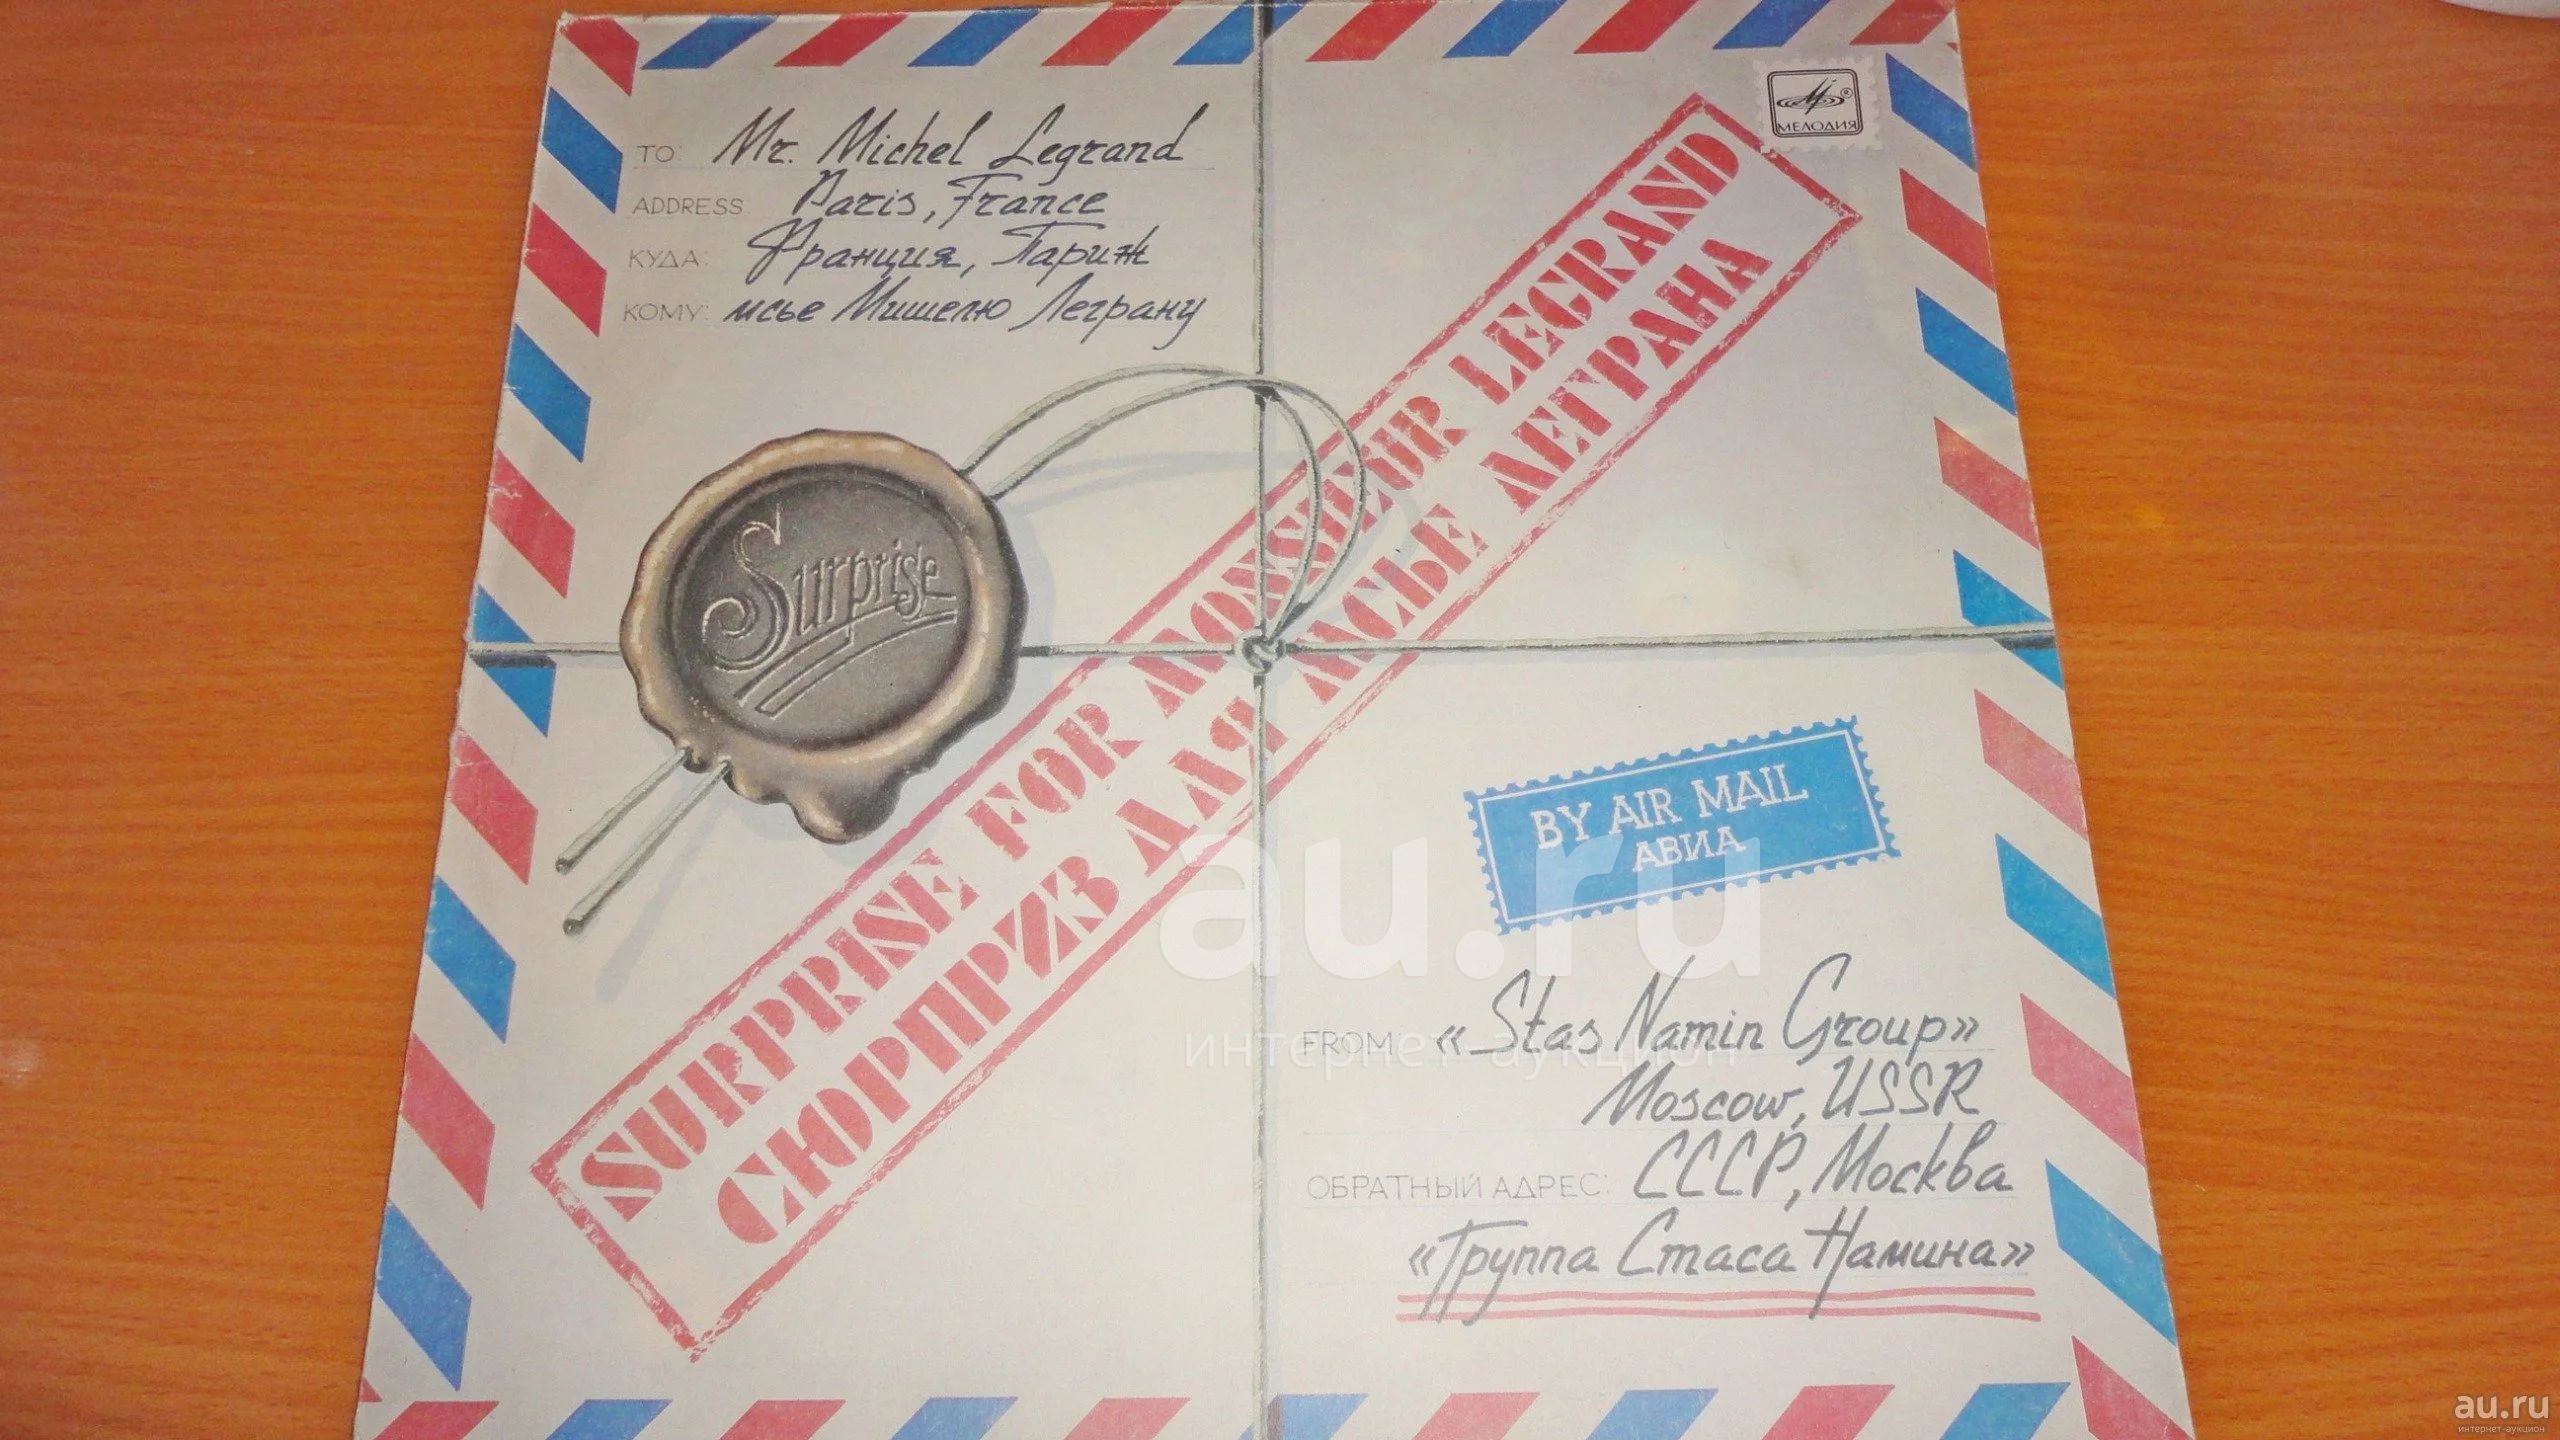 МЕЛОДИЯ
TO: Mr. Michel Legrand
ADDRESS: Paris, France
КУДА: Франция, Париж
КОМУ: мсье Мишелю Леграну
Surprise
SURPRISE FOR MONSIEUR LEGRAND
СЮРПРИЗ ДЛЯ МСЬЕ ЛЕГРАНА
BY AIR MAIL
АВИА
au.ru
интернет-аукцион
FROM: «Stas Namin Group»
Moscow, USSR
ОБРАТНЫЙ АДРЕС: СССР, Москва
«Группа Стаса Намина»
au.ru
интернет-аукцион